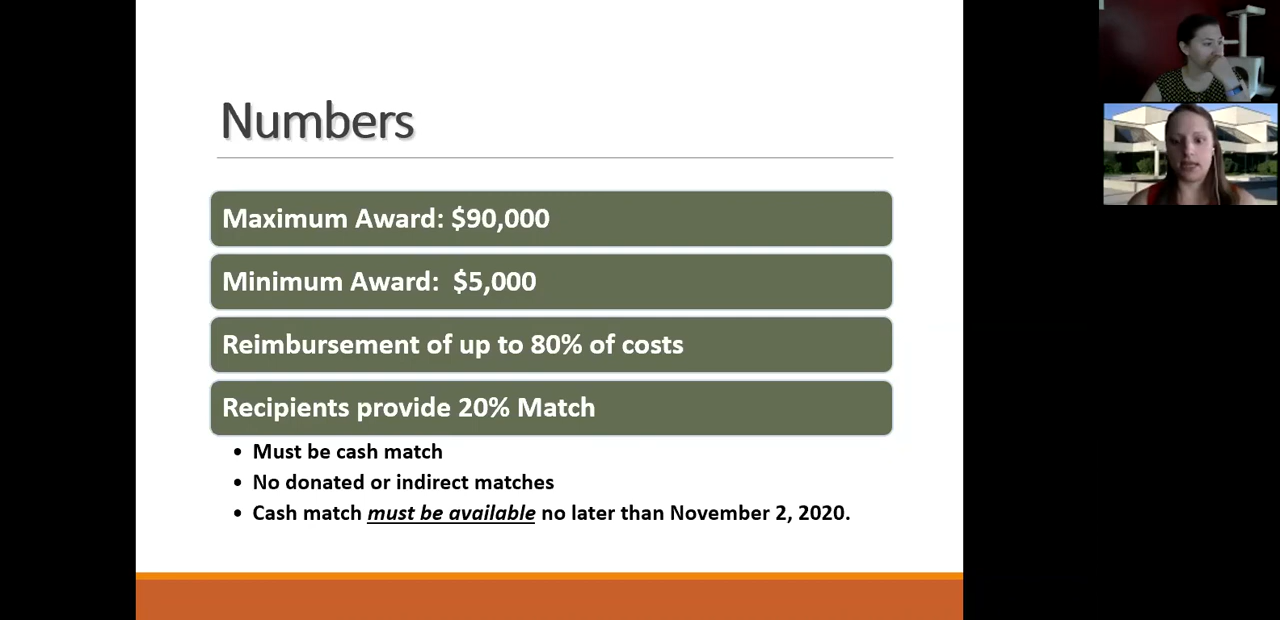 Numbers
Maximum Award: $90,000
Minimum Award:  $5,000
Reimbursement of up to 80% of costs
Recipients provide 20% Match
• Must be cash match
• No donated or indirect matches
• Cash match must be available no later than November 2, 2020.